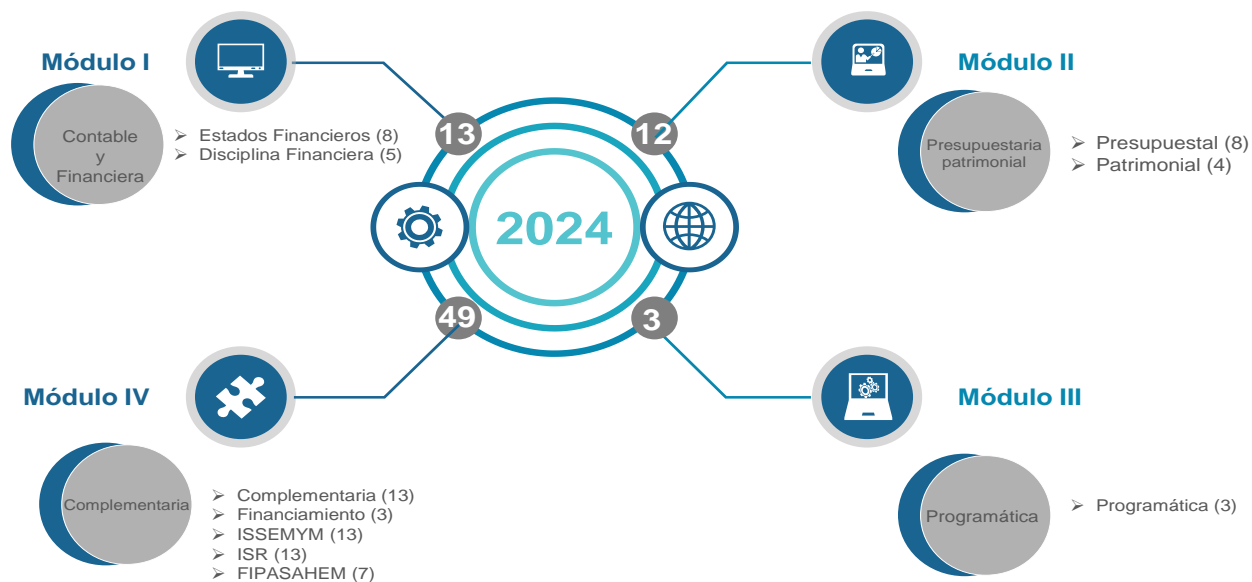 Módulo I
Contable
y
Financiera
➢ Estados Financieros (8)
➢ Disciplina Financiera (5)
13
12
Módulo II
Presupuestaria
patrimonial
➢ Presupuestal (8)
➢ Patrimonial (4)
2024
49
3
Módulo IV
Complementaria
➢ Complementaria (13)
➢ Financiamiento (3)
➢ ISSEMYM (13)
➢ ISR (13)
➢ FIPASAHEM (7)
Módulo III
Programática
➢ Programática (3)